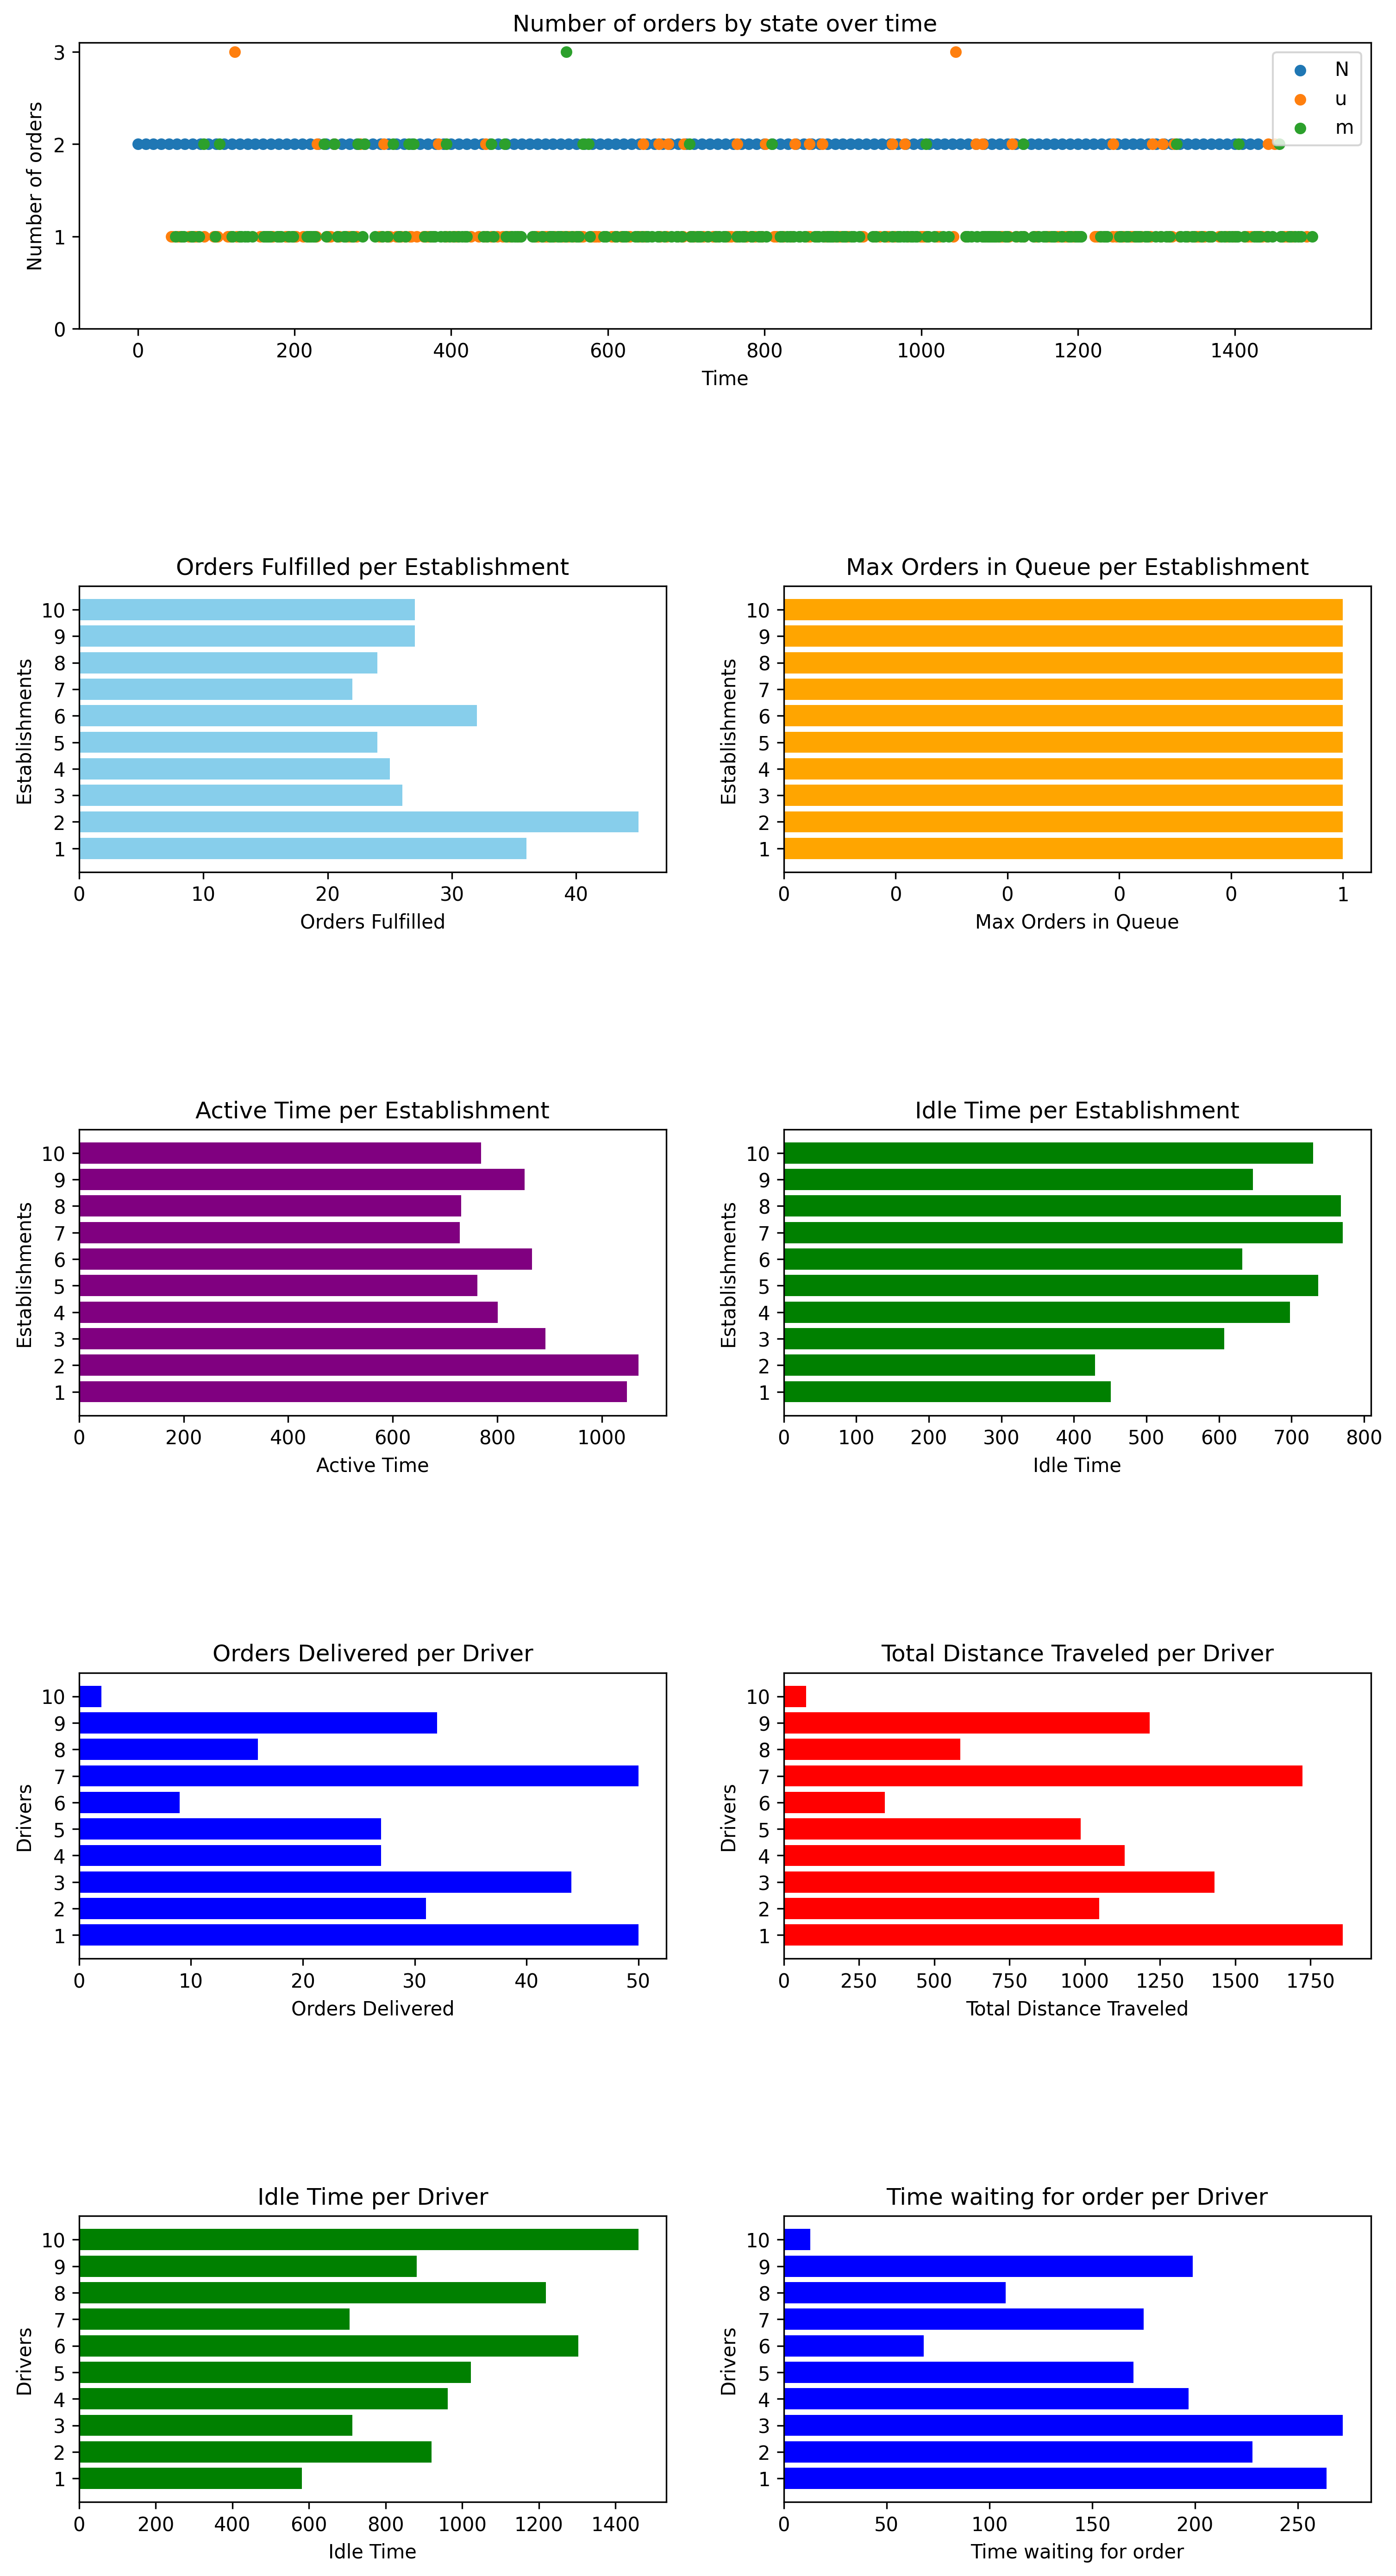 Number of orders by state over time
3
2
1
0
Number of orders
N
u
m
0 200 400 600 800 1000 1200 1400
Time
Orders Fulfilled per Establishment
10
9
8
7
6
5
4
3
2
1
Establishments
0 10 20 30 40
Orders Fulfilled
Max Orders in Queue per Establishment
10
9
8
7
6
5
4
3
2
1
Establishments
0 0 0 0 0 1
Max Orders in Queue
Active Time per Establishment
10
9
8
7
6
5
4
3
2
1
Establishments
0 200 400 600 800 1000
Active Time
Idle Time per Establishment
10
9
8
7
6
5
4
3
2
1
Establishments
0 100 200 300 400 500 600 700 800
Idle Time
Orders Delivered per Driver
10
9
8
7
6
5
4
3
2
1
Drivers
0 10 20 30 40 50
Orders Delivered
Total Distance Traveled per Driver
10
9
8
7
6
5
4
3
2
1
Drivers
0 250 500 750 1000 1250 1500 1750
Total Distance Traveled
Idle Time per Driver
10
9
8
7
6
5
4
3
2
1
Drivers
0 200 400 600 800 1000 1200 1400
Idle Time
Time waiting for order per Driver
10
9
8
7
6
5
4
3
2
1
Drivers
0 50 100 150 200 250
Time waiting for order